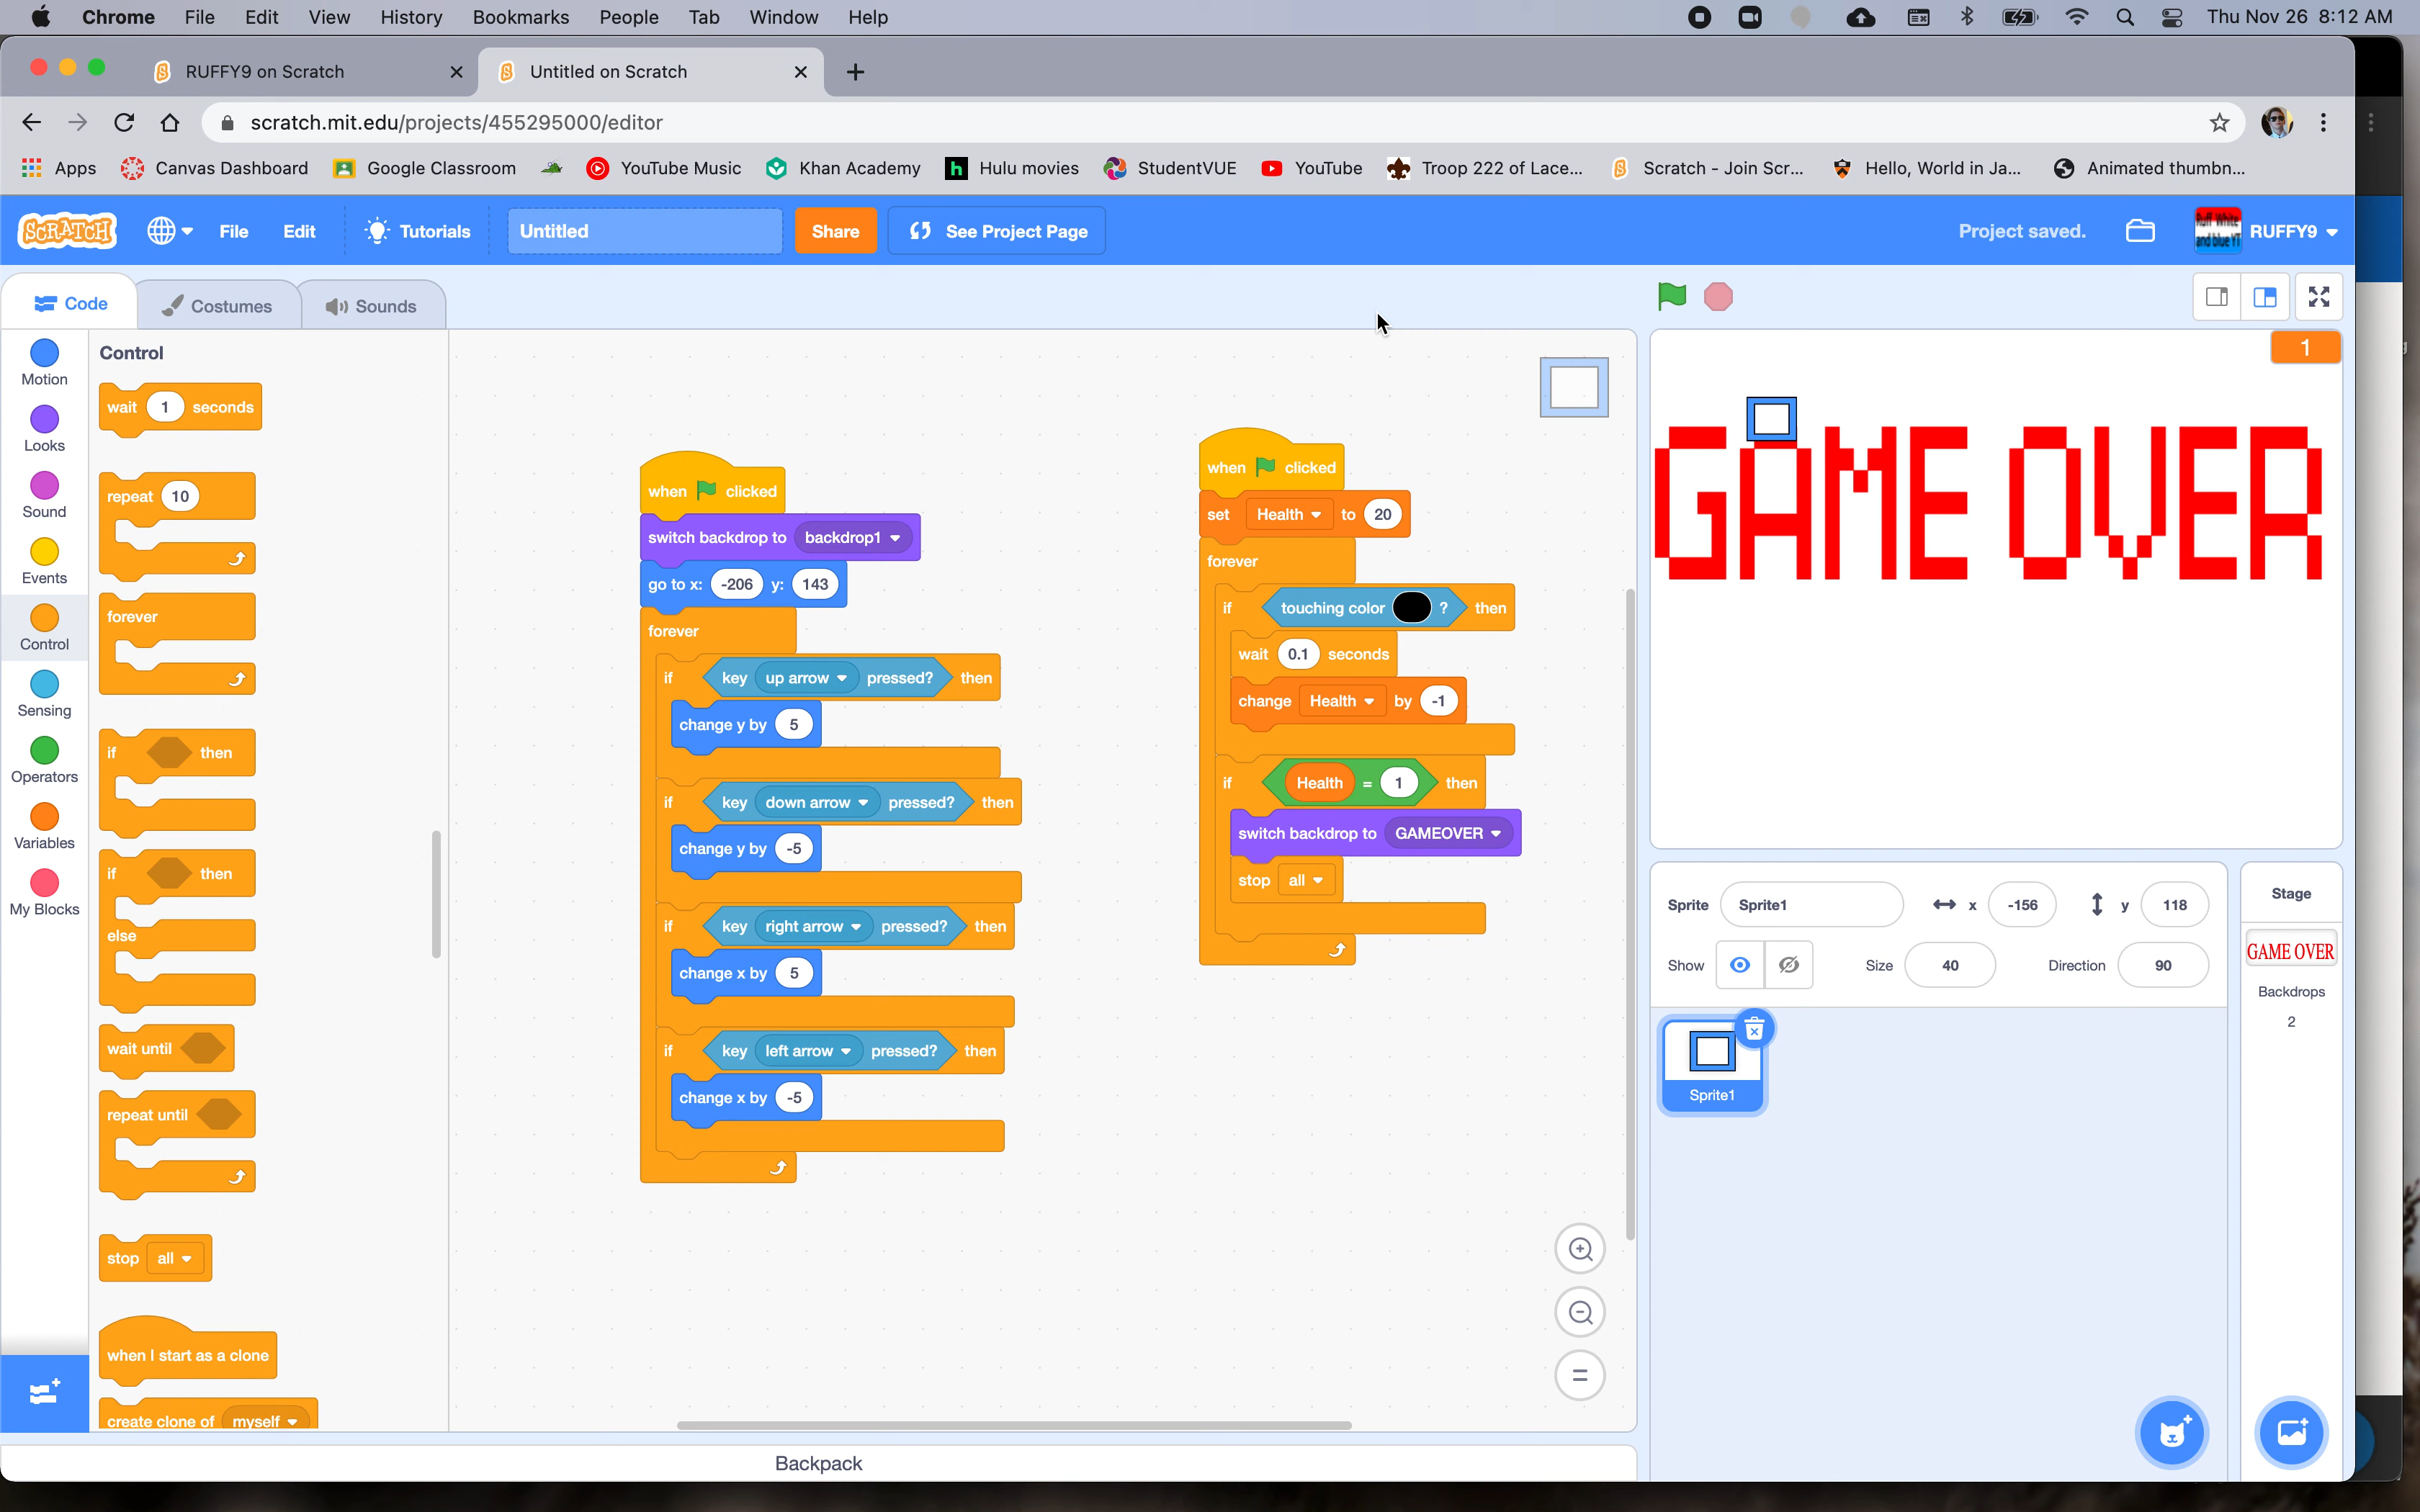 Chrome File Edit View History Bookmarks People Tab Window Help Thu Nov 26 8:12 AM
RUFFY9 on Scratch Untitled on Scratch
scratch.mit.edu/projects/455295000/editor
Apps Canvas Dashboard Google Classroom YouTube Music Khan Academy Hulu movies StudentVUE YouTube Troop 222 of Lace... Scratch - Join Scr... Hello, World in Ja... Animated thumbn...
SCRATCH File Edit Tutorials Untitled Share See Project Page Project saved. RUFFY9
Code Costumes Sounds
Motion
Looks
Sound
Events
Control
Sensing
Operators
Variables
My Blocks
Control
wait 1 seconds
repeat 10
forever
if then
if then
else
wait until
repeat until
stop all
when I start as a clone
create clone of myself
when clicked
switch backdrop to backdrop1
go to x: -206 y: 143
forever
if key up arrow pressed? then
change y by 5
if key down arrow pressed? then
change y by -5
if key right arrow pressed? then
change x by 5
if key left arrow pressed? then
change x by -5
when clicked
set Health to 20
forever
if touching color ? then
wait 0.1 seconds
change Health by -1
if Health = 1 then
switch backdrop to GAMEOVER
stop all
1
GAME OVER
Sprite Sprite1 x -156 y 118
Show Size 40 Direction 90
Sprite1
Stage
GAME OVER
Backdrops
2
Backpack